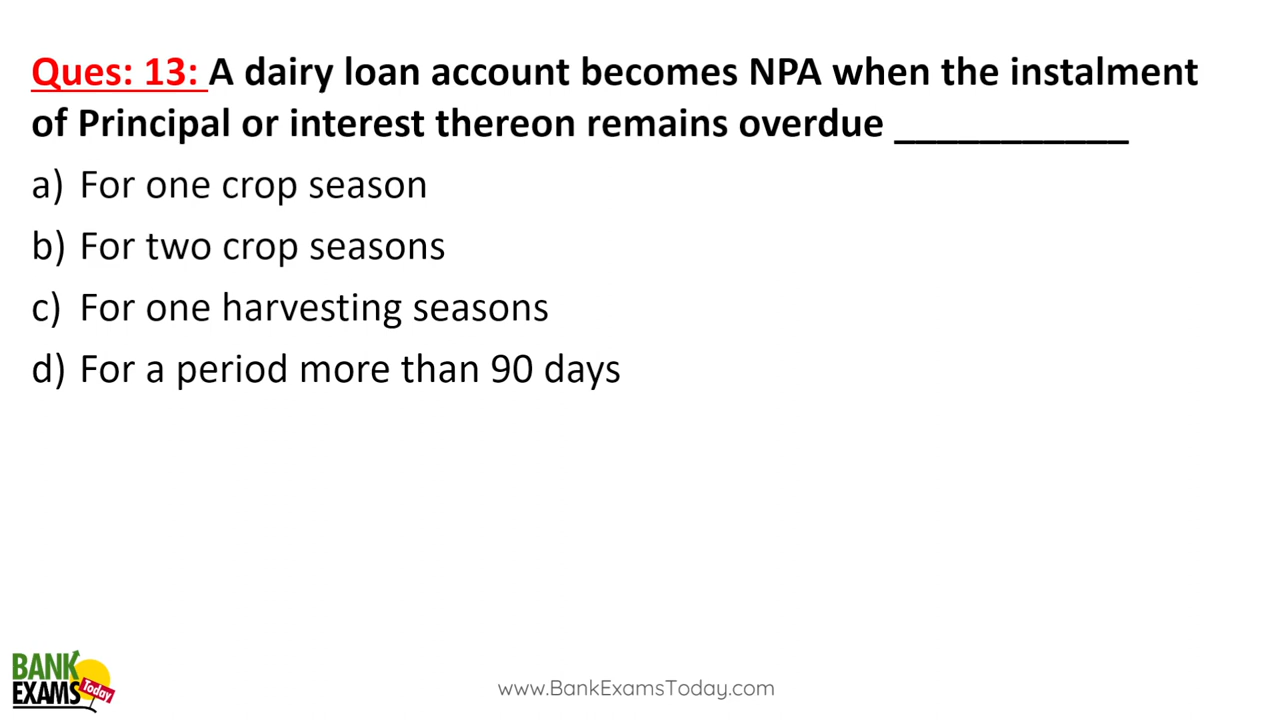 Ques: 13: A dairy loan account becomes NPA when the instalment
of Principal or interest thereon remains overdue ___________
a) For one crop season
b) For two crop seasons
c) For one harvesting seasons
d) For a period more than 90 days
BANK
EXAMS Today
www.BankExamsToday.com